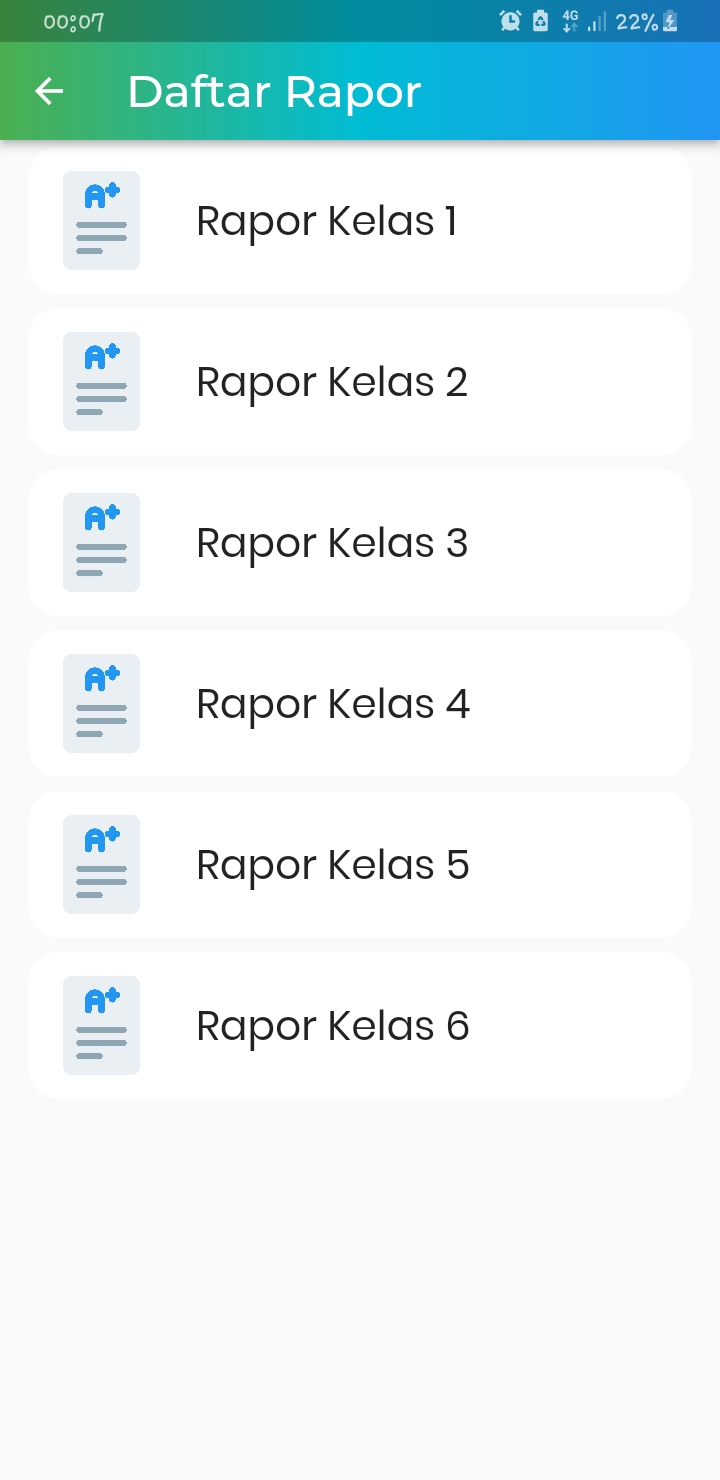 00:07 4G 22%
Daftar Rapor
A+ Rapor Kelas 1
A+ Rapor Kelas 2
A+ Rapor Kelas 3
A+ Rapor Kelas 4
A+ Rapor Kelas 5
A+ Rapor Kelas 6